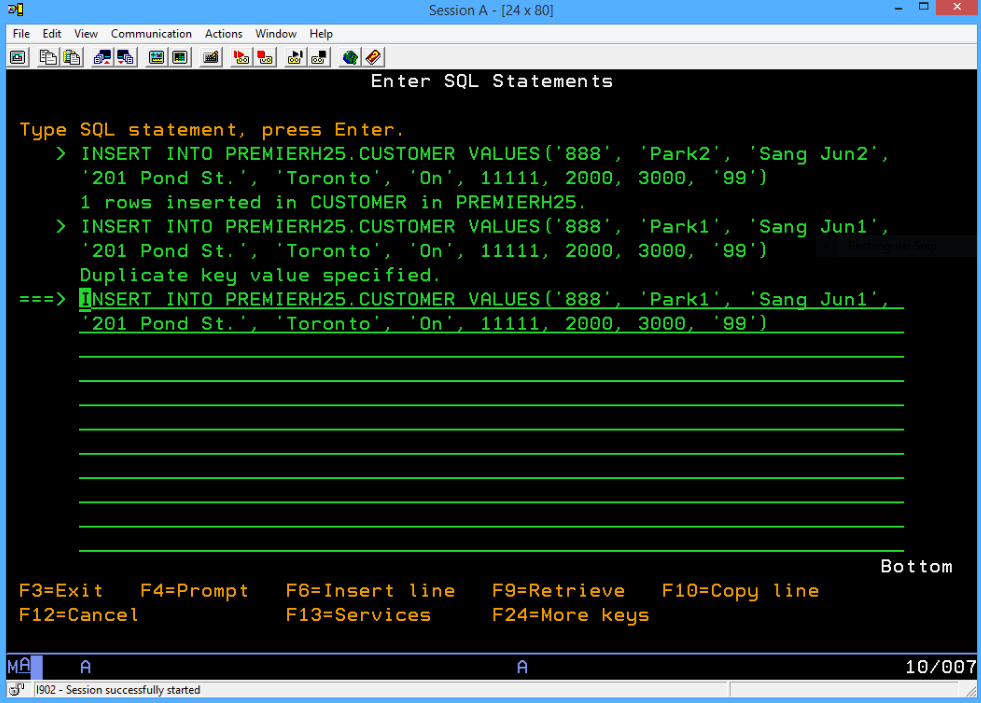 Session A - [24 x 80]
File Edit View Communication Actions Window Help
Enter SQL Statements
Type SQL statement, press Enter.
> INSERT INTO PREMIERH25.CUSTOMER VALUES('888', 'Park2', 'Sang Jun2',
'201 Pond St.', 'Toronto', 'On', 11111, 2000, 3000, '99')
1 rows inserted in CUSTOMER in PREMIERH25.
> INSERT INTO PREMIERH25.CUSTOMER VALUES('888', 'Park1', 'Sang Jun1',
'201 Pond St.', 'Toronto', 'On', 11111, 2000, 3000, '99')
Rectangular Snip
Duplicate key value specified.
===> INSERT INTO PREMIERH25.CUSTOMER VALUES('888', 'Park1', 'Sang Jun1',
'201 Pond St.', 'Toronto', 'On', 11111, 2000, 3000, '99')
Bottom
F3=Exit F4=Prompt F6=Insert line F9=Retrieve F10=Copy line
F12=Cancel F13=Services F24=More keys
MA A A 10/007
I902 - Session successfully started